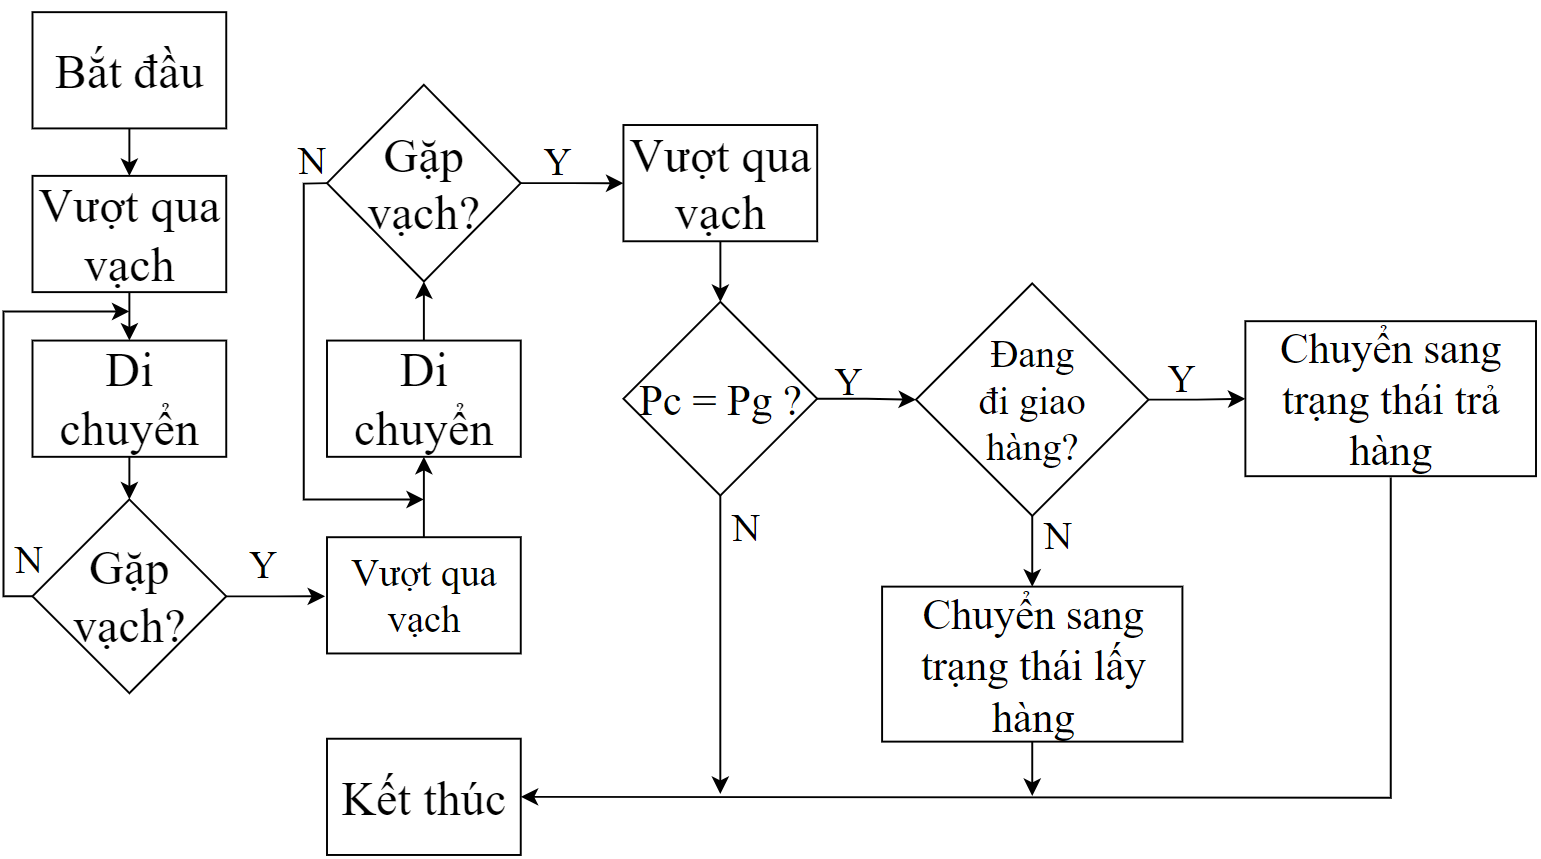 Bắt đầu
Vượt qua
vạch
Di
chuyển
Gặp
vạch?
N
Y
Vượt qua
vạch
Di
chuyển
Gặp
vạch?
N
Y
Vượt qua
vạch
Pc = Pg ?
Y
N
Đang
đi giao
hàng?
Y
N
Chuyển sang
trạng thái trả
hàng
Chuyển sang
trạng thái lấy
hàng
Kết thúc